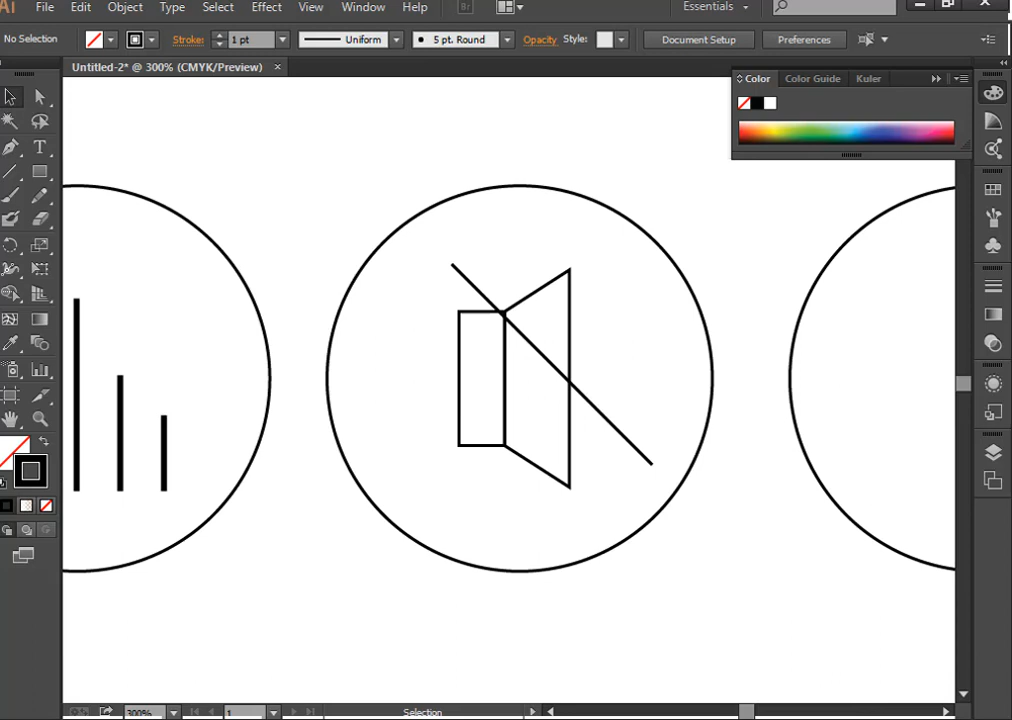 Ai File Edit Object Type Select Effect View Window Help Br Essentials
No Selection Stroke: 1 pt Uniform 5 pt. Round Opacity Style: Document Setup Preferences
Untitled-2* @ 300% (CMYK/Preview) ×
Color Color Guide Kuler
T
300% 1 Selection